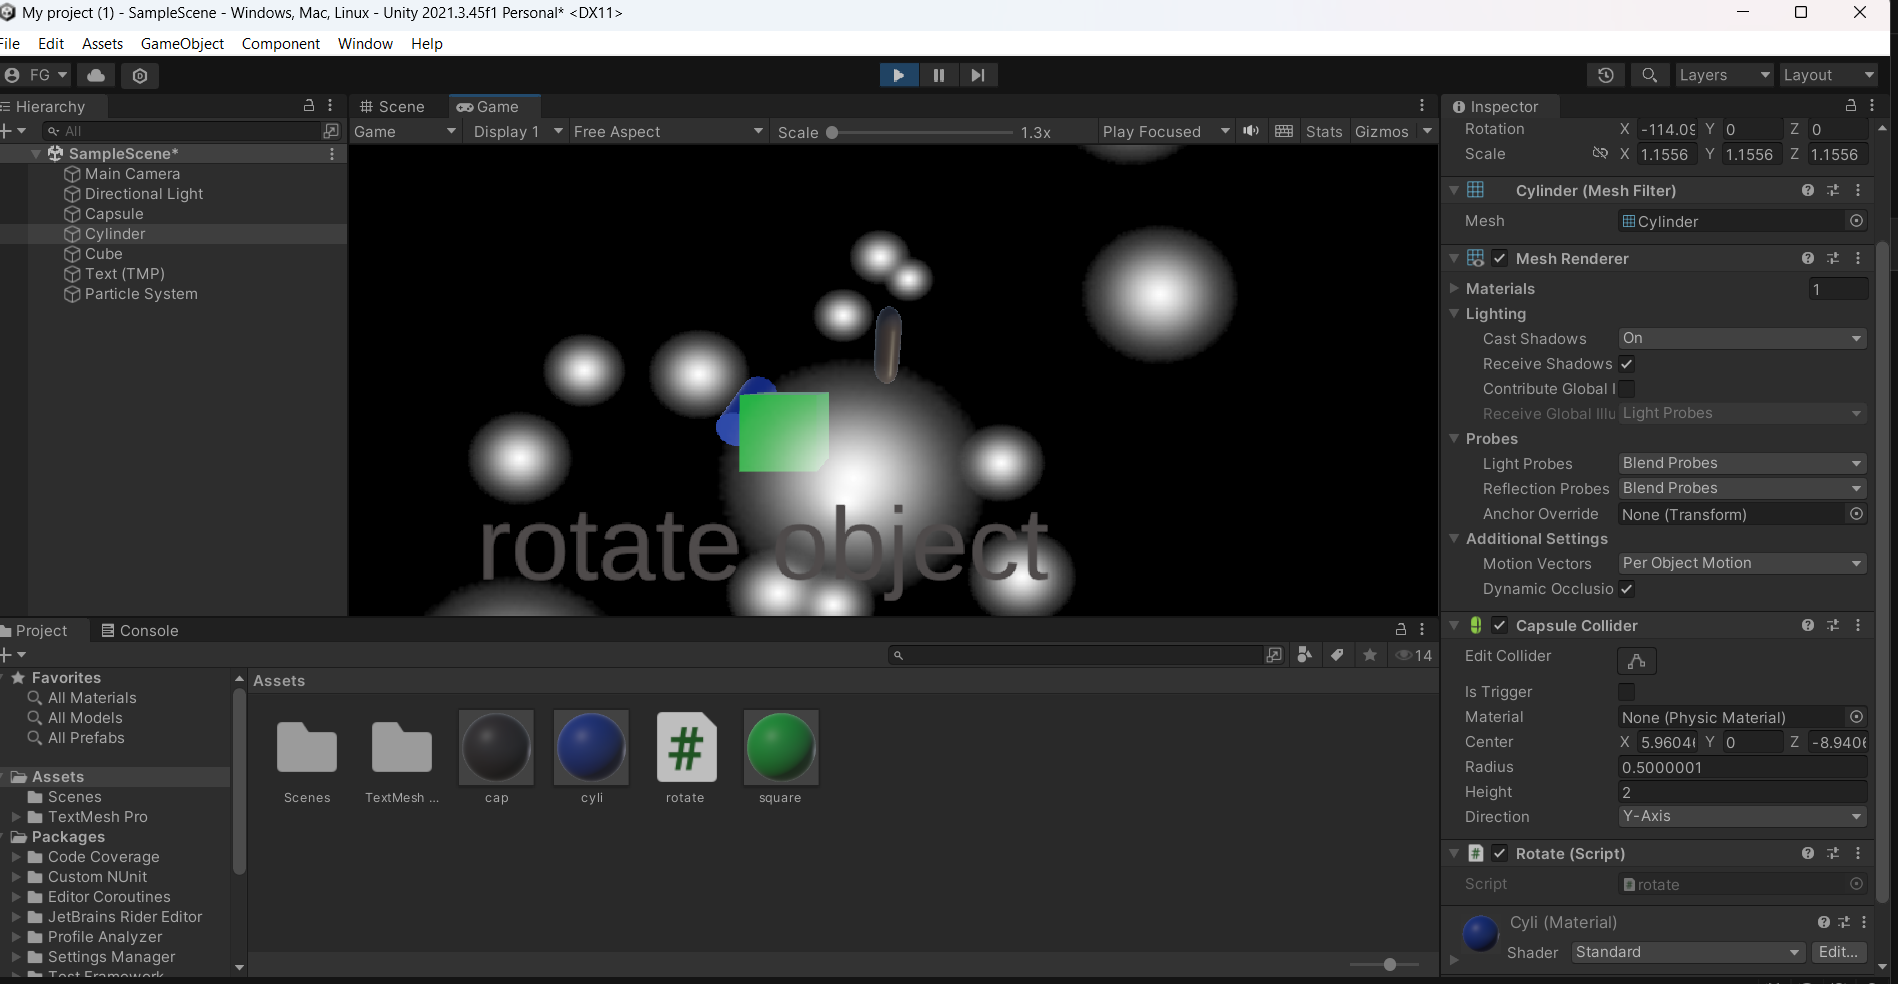 My project (1) - SampleScene - Windows, Mac, Linux - Unity 2021.3.45f1 Personal* <DX11>
File Edit Assets GameObject Component Window Help
FG
Layers Layout
Hierarchy
All
SampleScene*
Main Camera
Directional Light
Capsule
Cylinder
Cube
Text (TMP)
Particle System
Scene Game
Game Display 1 Free Aspect Scale 1.3x Play Focused Stats Gizmos
rotate object
Inspector
Rotation X -114.09 Y 0 Z 0
Scale X 1.1556 Y 1.1556 Z 1.1556
Cylinder (Mesh Filter)
Mesh Cylinder
Mesh Renderer
Materials 1
Lighting
Cast Shadows On
Receive Shadows
Contribute Global I
Receive Global Illu Light Probes
Probes
Light Probes Blend Probes
Reflection Probes Blend Probes
Anchor Override None (Transform)
Additional Settings
Motion Vectors Per Object Motion
Dynamic Occlusio
Capsule Collider
Edit Collider
Is Trigger
Material None (Physic Material)
Center X 5.9604 Y 0 Z -8.940
Radius 0.5000001
Height 2
Direction Y-Axis
Rotate (Script)
Script rotate
Cyli (Material)
Shader Standard Edit...
Project Console
14
Favorites
All Materials
All Models
All Prefabs
Assets
Scenes
TextMesh Pro
Packages
Code Coverage
Custom NUnit
Editor Coroutines
JetBrains Rider Editor
Profile Analyzer
Settings Manager
Test Framework
Assets
Scenes TextMesh ... cap cyli rotate square